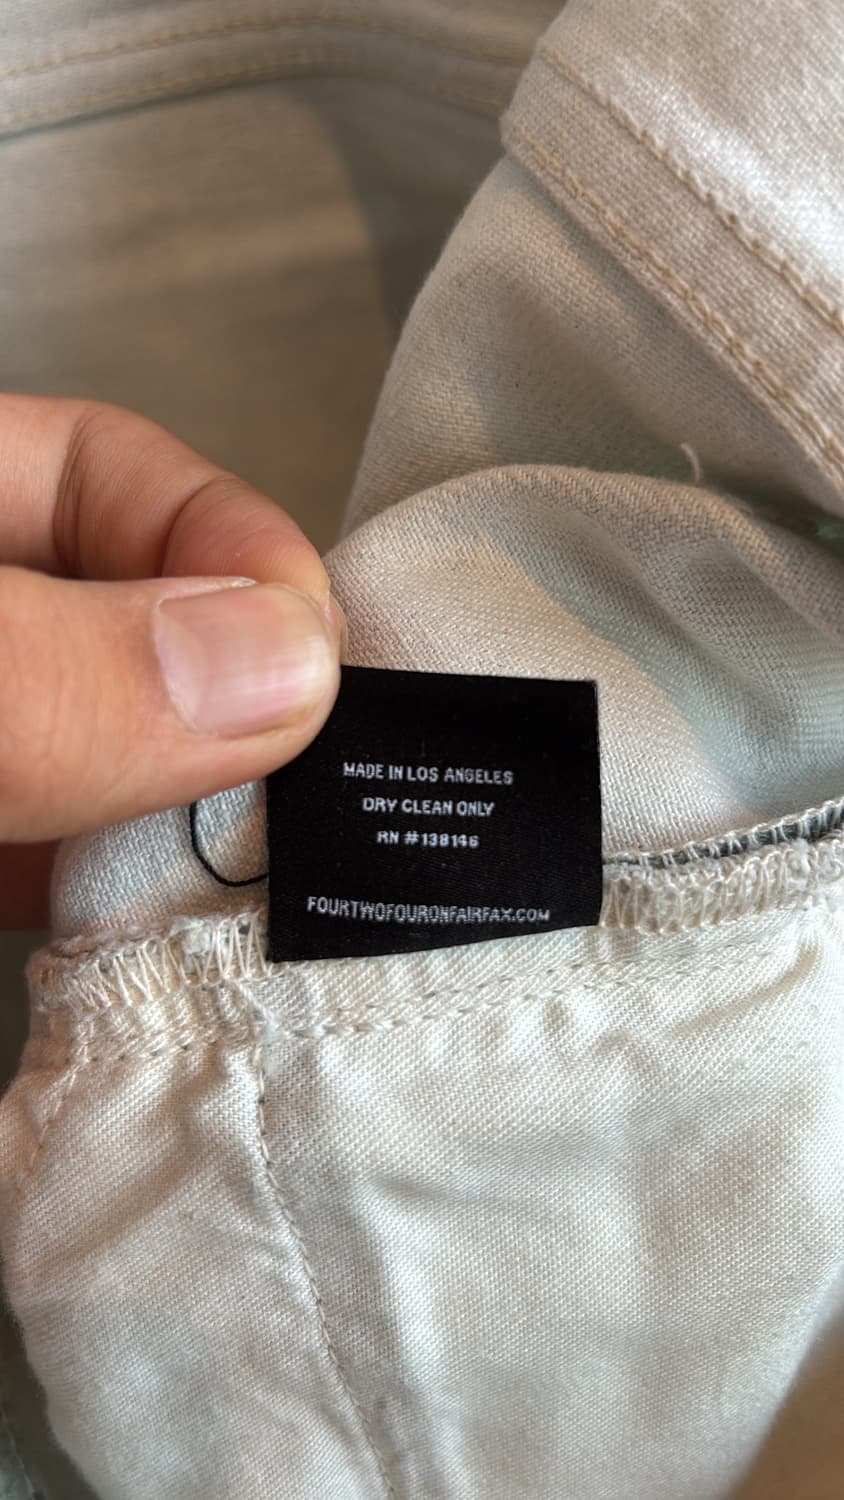 MADE IN LOS ANGELES
DRY CLEAN ONLY
RN #138146
FOURTWOFOURONFAIRFAX.COM